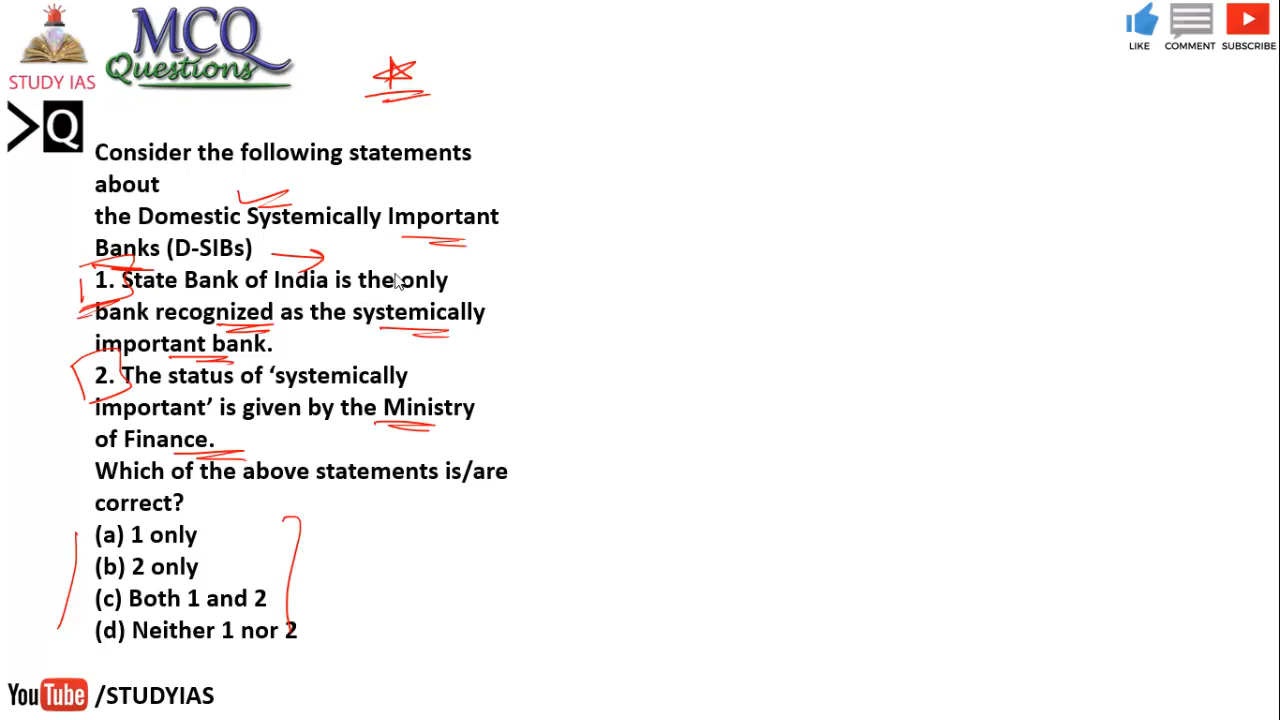 MCQ
Questions
STUDY IAS
LIKE COMMENT SUBSCRIBE
>Q
Consider the following statements
about
the Domestic Systemically Important
Banks (D-SIBs)
1. State Bank of India is the only
bank recognized as the systemically
important bank.
2. The status of ‘systemically
important’ is given by the Ministry
of Finance.
Which of the above statements is/are
correct?
(a) 1 only
(b) 2 only
(c) Both 1 and 2
(d) Neither 1 nor 2
YouTube /STUDYIAS